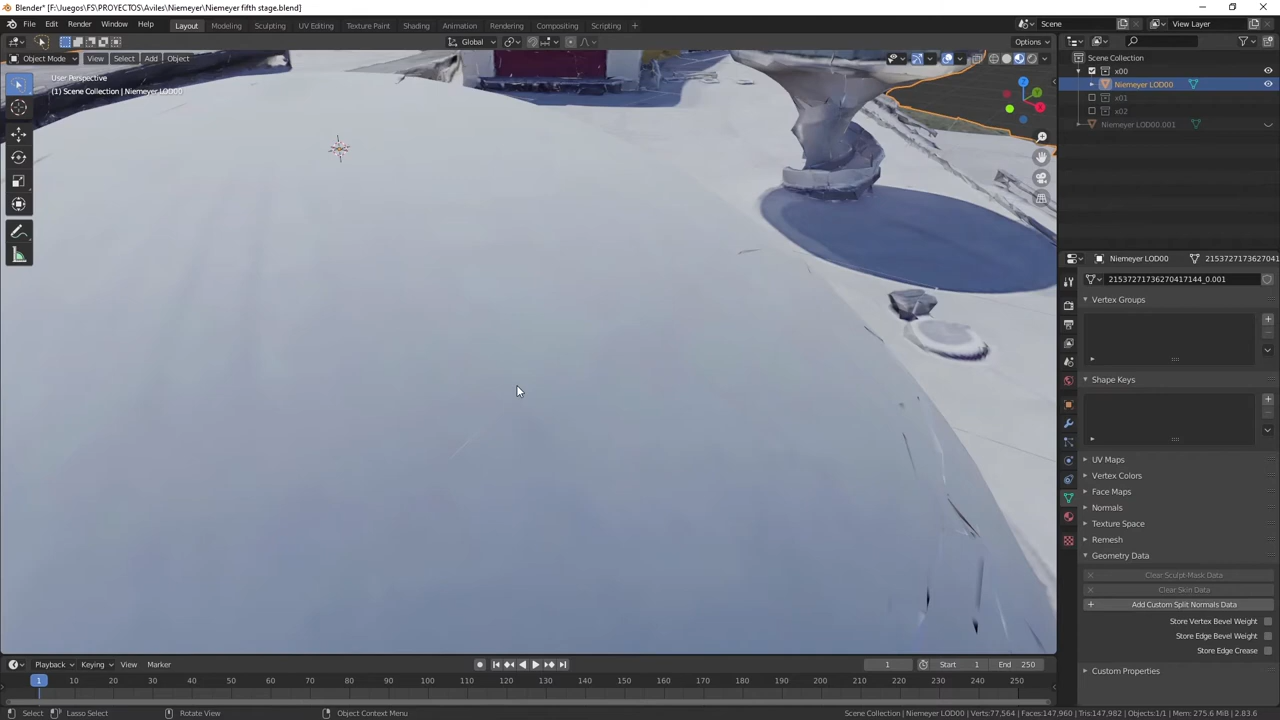 Blender* [F:\Juegos\FS\PROYECTOS\Aviles\Niemeyer\Niemeyer fifth stage.blend]
File Edit Render Window Help Layout Modeling Sculpting UV Editing Texture Paint Shading Animation Rendering Compositing Scripting Scene View Layer
Global Options
Object Mode View Select Add Object
User Perspective
(1) Scene Collection | Niemeyer LOD00
Scene Collection
x00
Niemeyer LOD00
x01
x02
Niemeyer LOD00.001
Niemeyer LOD00
21537271736270417144_0.001
Vertex Groups
Shape Keys
UV Maps
Vertex Colors
Face Maps
Normals
Texture Space
Remesh
Geometry Data
Clear Sculpt-Mask Data
Clear Skin Data
Add Custom Split Normals Data
Store Vertex Bevel Weight
Store Edge Bevel Weight
Store Edge Crease
Custom Properties
Playback Keying View Marker 1 Start 1 End 250
1 10 20 30 40 50 60 70 80 90 100 110 120 130 140 150 160 170 180 190 200 210 220 230 240 250
Select Lasso Select Rotate View Object Context Menu Scene Collection | Niemeyer LOD00 | Verts:77,564 | Faces:147,960 | Tris:147,982 | Objects:1/1 | Mem: 275.6 MiB | 2.83.6